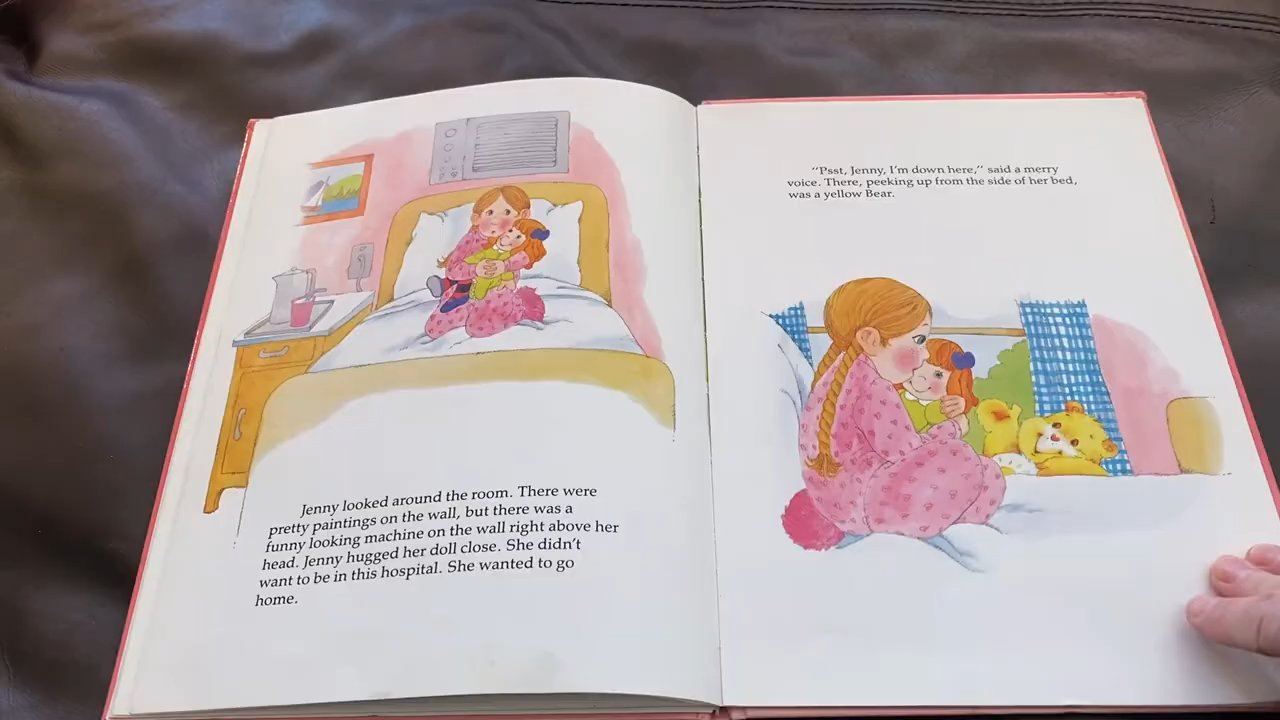 Jenny looked around the room. There were
pretty paintings on the wall, but there was a
funny looking machine on the wall right above her
head. Jenny hugged her doll close. She didn't
want to be in this hospital. She wanted to go
home.
"Psst, Jenny, I'm down here," said a merry
voice. There, peeking up from the side of her bed,
was a yellow Bear.